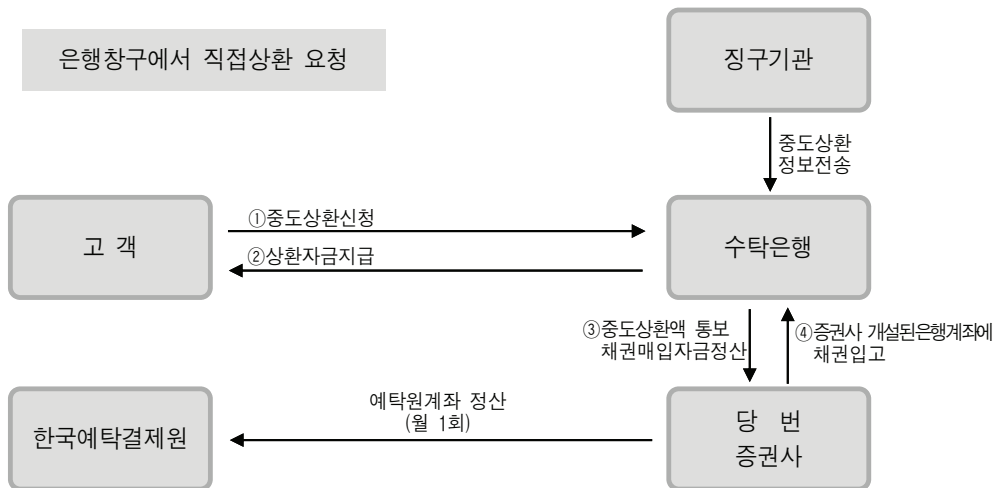 은행창구에서 직접상환 요청
징구기관
중도상환
정보전송
고 객
①중도상환신청
②상환자금지급
수탁은행
③중도상환액 통보
채권매입자금정산
④증권사 개설된은행계좌에
채권입고
한국예탁결제원
예탁원계좌 정산
(월 1회)
당 번
증권사